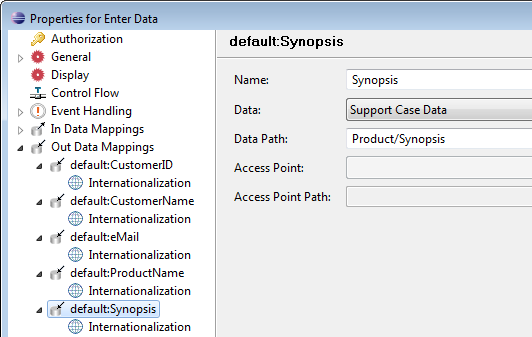 Properties for Enter Data
Authorization
General
Display
Control Flow
Event Handling
In Data Mappings
Out Data Mappings
default:CustomerID
Internationalization
default:CustomerName
Internationalization
default:eMail
Internationalization
default:ProductName
Internationalization
default:Synopsis
Internationalization
default:Synopsis
Name: Synopsis
Data: Support Case Data
Data Path: Product/Synopsis
Access Point:
Access Point Path: